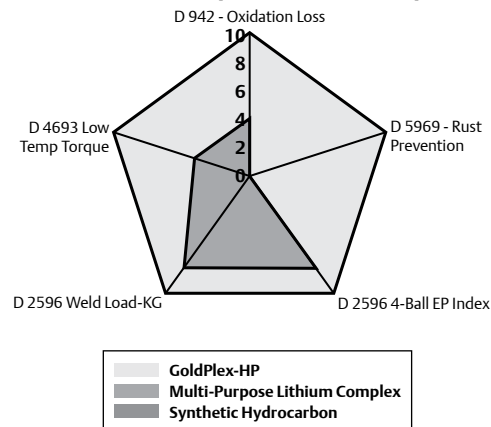 D 942 - Oxidation Loss
10
8
6
4
2
0
D 4693 Low
Temp Torque
D 5969 - Rust
Prevention
D 2596 Weld Load-KG
D 2596 4-Ball EP Index
GoldPlex-HP
Multi-Purpose Lithium Complex
Synthetic Hydrocarbon